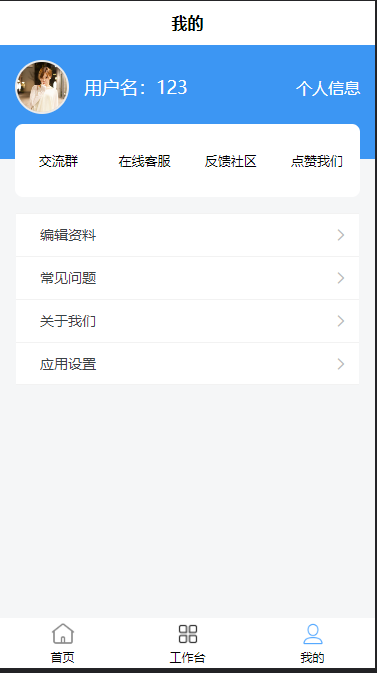 我的
用户名：123 个人信息
交流群 在线客服 反馈社区 点赞我们
编辑资料
常见问题
关于我们
应用设置
首页 工作台 我的